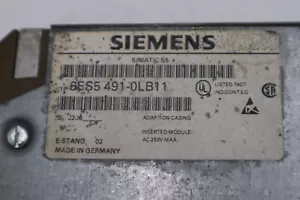 SIEMENS
SIMATIC S5
6ES5 491-0LB11
LISTED 74D7
IND.CONT.EQ
ADAPTION CASING
E-STAND: 02
INSERTED MODULE:
MADE IN GERMANY
AC 250V MAX.